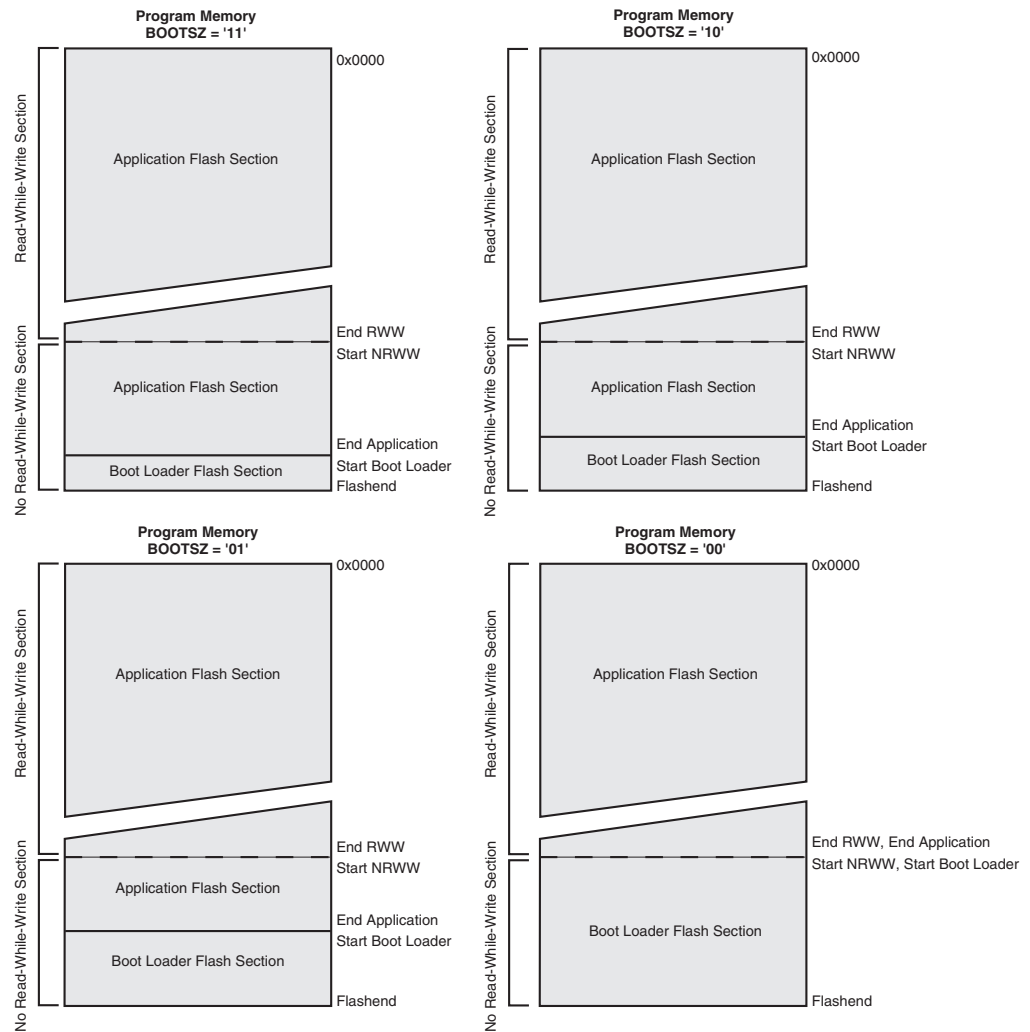 Program Memory
BOOTSZ = '11'
0x0000
Read-While-Write Section
Application Flash Section
End RWW
Start NRWW
No Read-While-Write Section
Application Flash Section
End Application
Start Boot Loader
Boot Loader Flash Section
Flashend
Program Memory
BOOTSZ = '10'
0x0000
Read-While-Write Section
Application Flash Section
End RWW
Start NRWW
No Read-While-Write Section
Application Flash Section
End Application
Start Boot Loader
Boot Loader Flash Section
Flashend
Program Memory
BOOTSZ = '01'
0x0000
Read-While-Write Section
Application Flash Section
End RWW
Start NRWW
No Read-While-Write Section
Application Flash Section
End Application
Start Boot Loader
Boot Loader Flash Section
Flashend
Program Memory
BOOTSZ = '00'
0x0000
Read-While-Write Section
Application Flash Section
End RWW, End Application
Start NRWW, Start Boot Loader
No Read-While-Write Section
Boot Loader Flash Section
Flashend